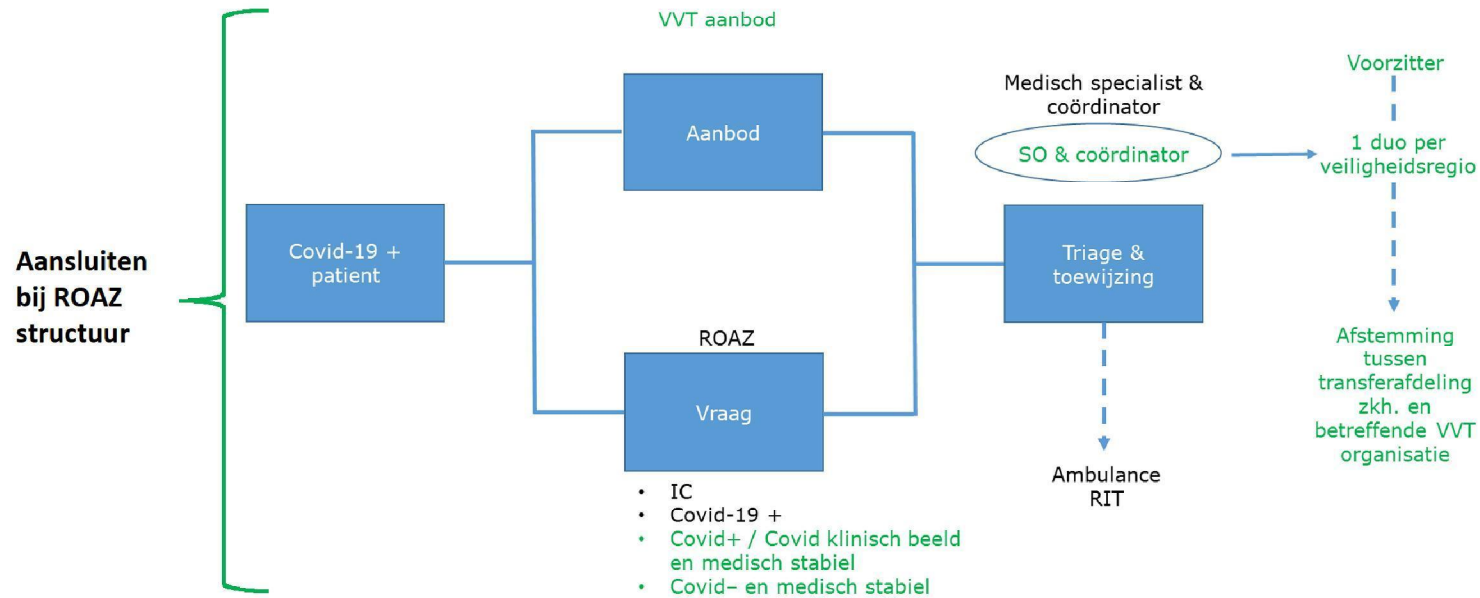 Aansluiten
bij ROAZ
structuur
Covid-19 +
patient
VVT aanbod
Aanbod
ROAZ
Vraag
• IC
• Covid-19 +
• Covid+ / Covid klinisch beeld
en medisch stabiel
• Covid– en medisch stabiel
Medisch specialist &
coördinator
SO & coördinator
Triage &
toewijzing
Ambulance
RIT
Voorzitter
1 duo per
veiligheidsregio
Afstemming
tussen
transferafdeling
zkh. en
betreffende VVT
organisatie